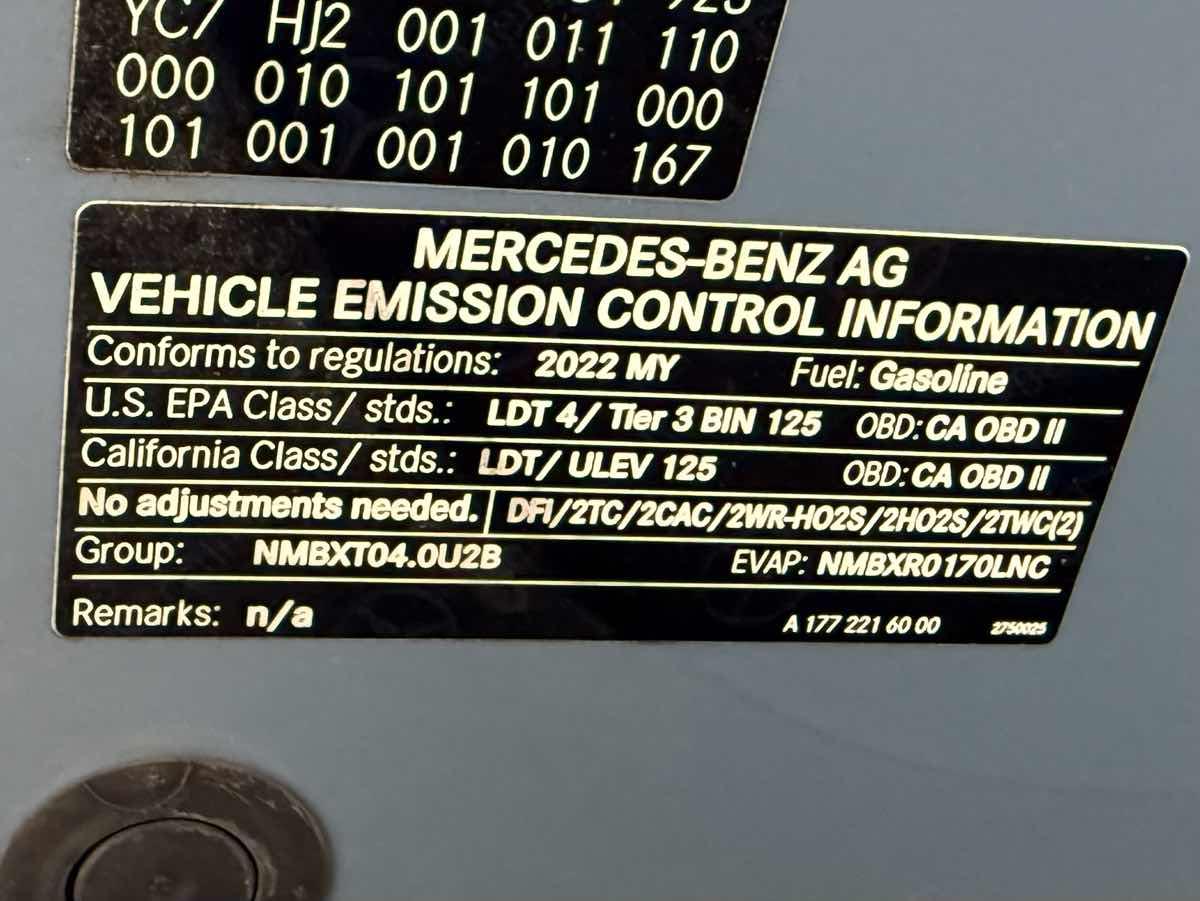 YC7 HJ2 001 011 110
000 010 101 101 000
101 001 001 010 167
MERCEDES-BENZ AG
VEHICLE EMISSION CONTROL INFORMATION
Conforms to regulations: 2022 MY Fuel: Gasoline
U.S. EPA Class/ stds.: LDT 4/ Tier 3 BIN 125 OBD: CA OBD II
California Class/ stds.: LDT/ ULEV 125 OBD: CA OBD II
No adjustments needed. DFI/2TC/2CAC/2WR-HO2S/2HO2S/2TWC(2)
Group: NMBXT04.0U2B EVAP: NMBXR0170LNC
Remarks: n/a A 177 221 60 00 2750025